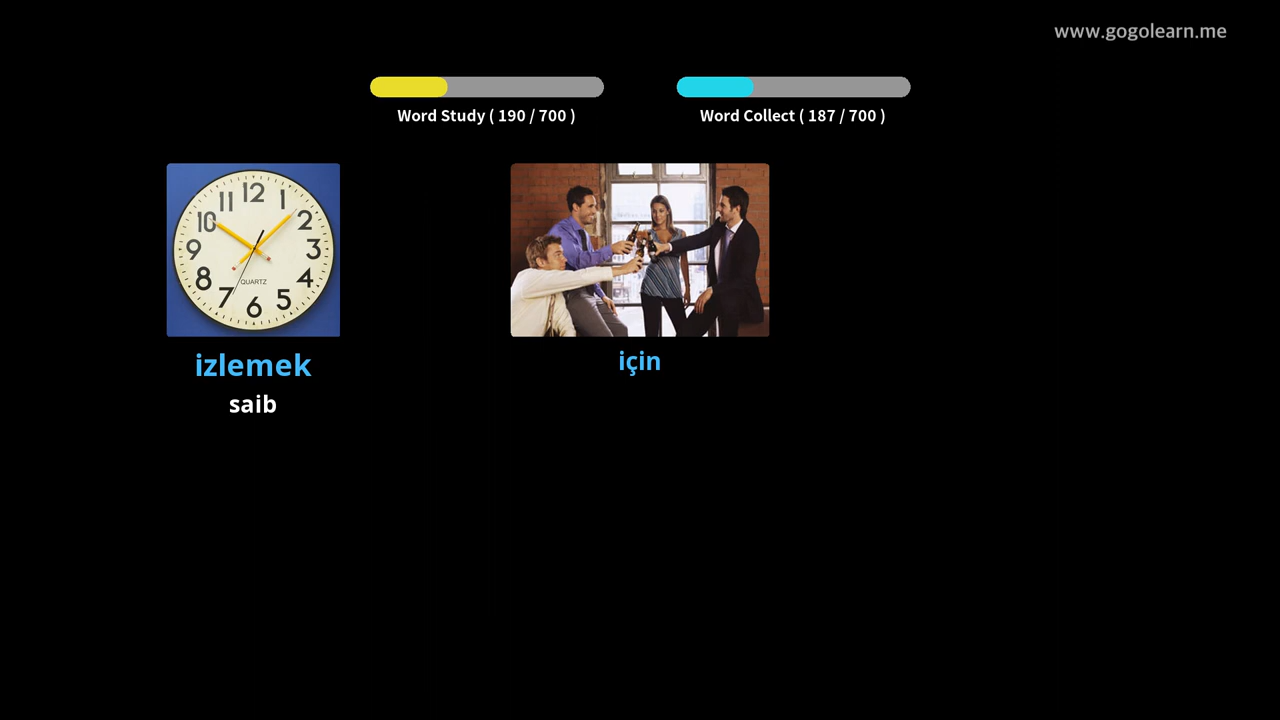 www.gogolearn.me
Word Study ( 190 / 700 )
Word Collect ( 187 / 700 )
12
11
1
10
2
9
3
8
4
QUARTZ
7
5
6
izlemek
saib
için